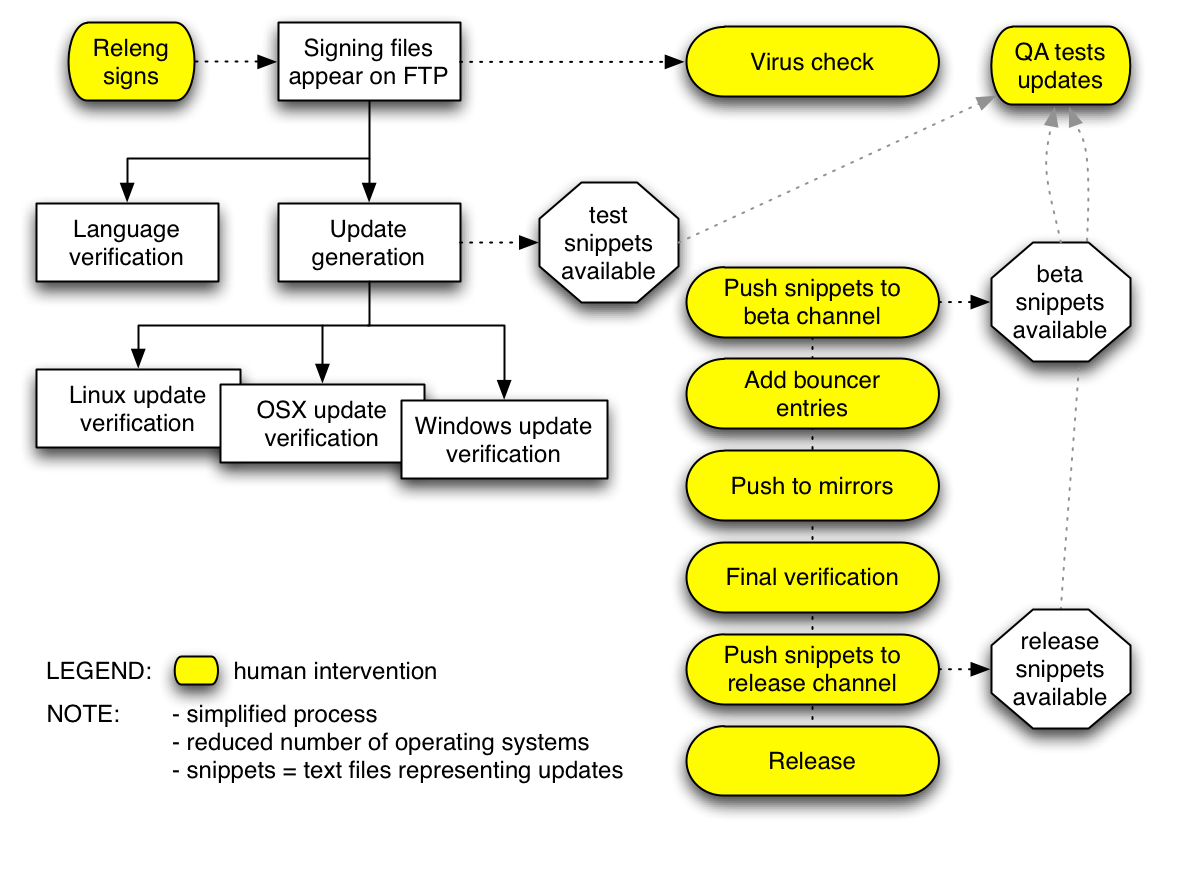 Releng
signs
Signing files
appear on FTP
Virus check
QA tests
updates
Language
verification
Update
generation
test
snippets
available
Push snippets to
beta channel
beta
snippets
available
Linux update
verification
OSX update
verification
Windows update
verification
Add bouncer
entries
Push to mirrors
Final verification
Push snippets to
release channel
release
snippets
available
Release
LEGEND: human intervention
NOTE: - simplified process
- reduced number of operating systems
- snippets = text files representing updates